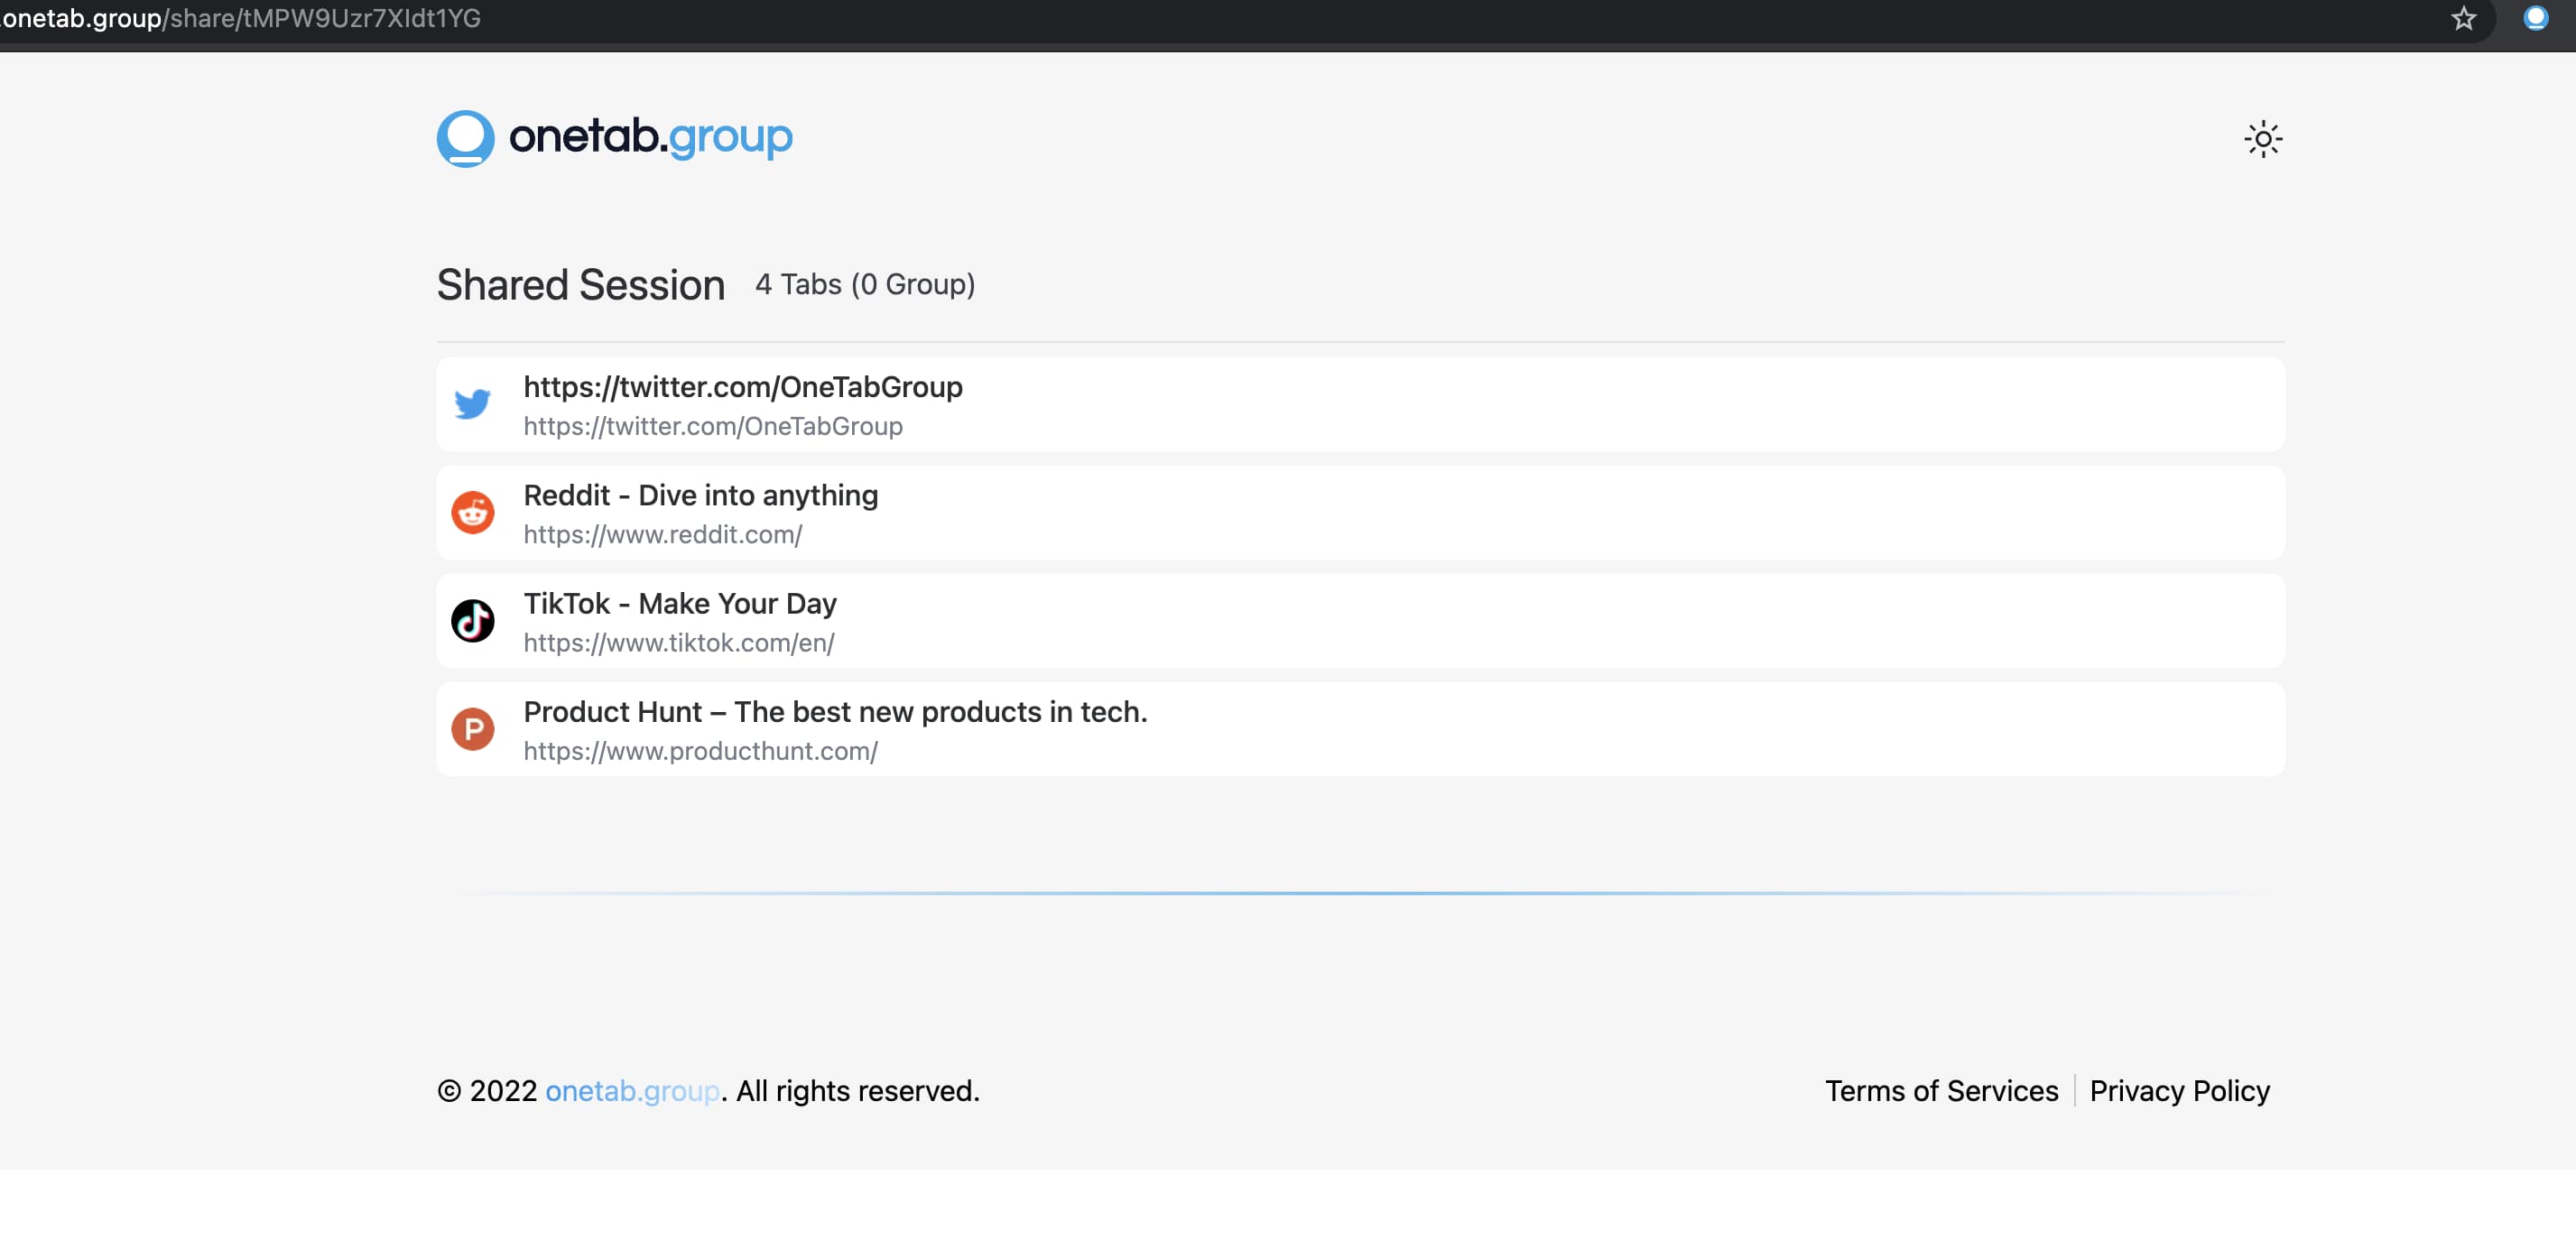 onetab.group/share/tMPW9Uzr7XIdt1YG
onetab.group
Shared Session 4 Tabs (0 Group)
https://twitter.com/OneTabGroup
https://twitter.com/OneTabGroup
Reddit - Dive into anything
https://www.reddit.com/
TikTok - Make Your Day
https://www.tiktok.com/en/
P
Product Hunt – The best new products in tech.
https://www.producthunt.com/
© 2022 onetab.group. All rights reserved. Terms of Services Privacy Policy